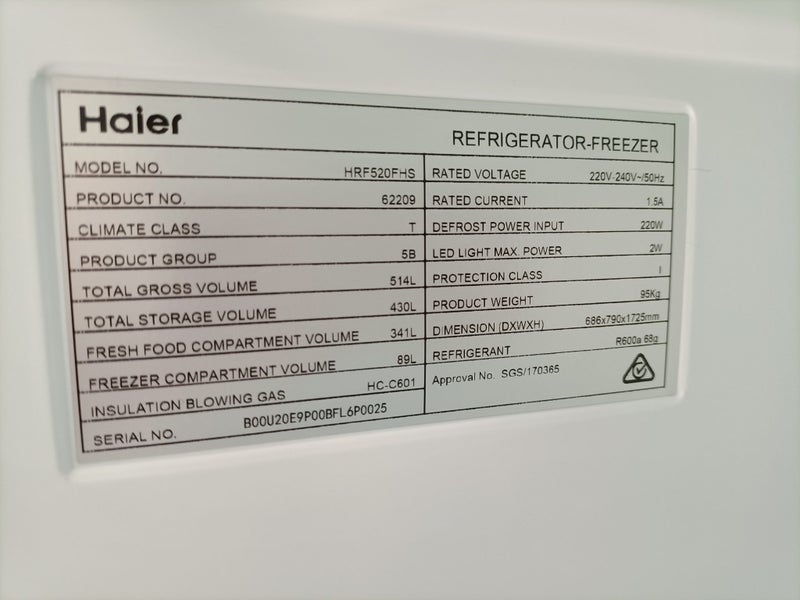 Haier
REFRIGERATOR-FREEZER
MODEL NO. HRF520FHS
PRODUCT NO. 62209
CLIMATE CLASS T
PRODUCT GROUP 5B
TOTAL GROSS VOLUME 514L
TOTAL STORAGE VOLUME 430L
FRESH FOOD COMPARTMENT VOLUME 341L
FREEZER COMPARTMENT VOLUME 89L
INSULATION BLOWING GAS HC-C601
SERIAL NO. B00U20E9P00BFL6P0025
RATED VOLTAGE 220V-240V~/50Hz
RATED CURRENT 1.5A
DEFROST POWER INPUT 220W
LED LIGHT MAX. POWER 2W
PROTECTION CLASS I
PRODUCT WEIGHT 95Kg
DIMENSION (DXWXH) 686x790x1725mm
REFRIGERANT R600a 68g
Approval No. SGS/170365